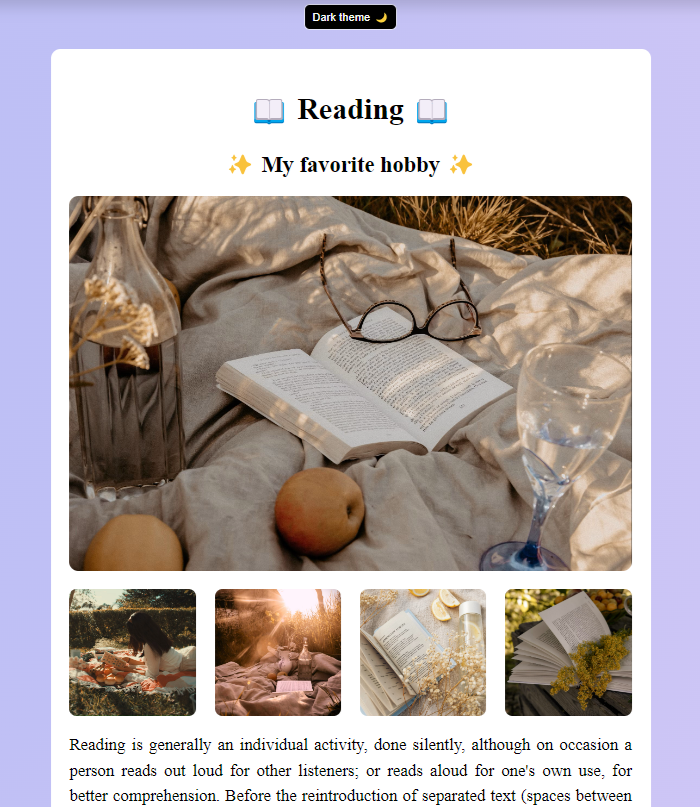 Dark theme 🌙
📖 Reading 📖
✨ My favorite hobby ✨
Reading is generally an individual activity, done silently, although on occasion a
person reads out loud for other listeners; or reads aloud for one's own use, for
better comprehension. Before the reintroduction of separated text (spaces between